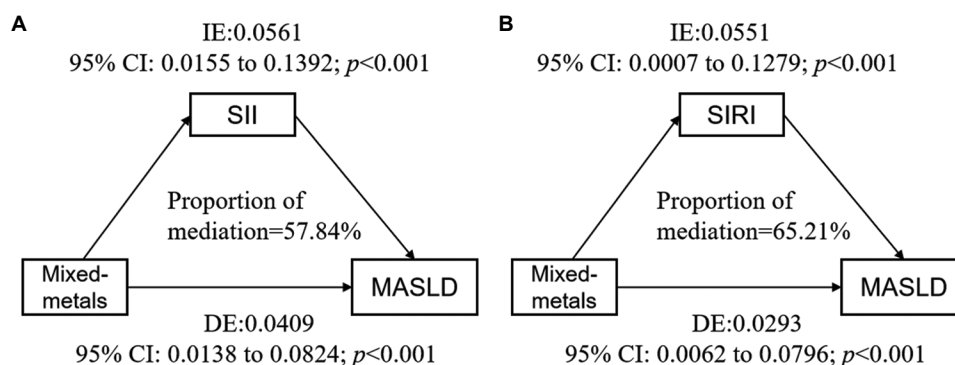 A
IE:0.0561
95% CI: 0.0155 to 0.1392; p<0.001
SII
Proportion of
mediation=57.84%
Mixed-
metals
MASLD
DE:0.0409
95% CI: 0.0138 to 0.0824; p<0.001
B
IE:0.0551
95% CI: 0.0007 to 0.1279; p<0.001
SIRI
Proportion of
mediation=65.21%
Mixed-
metals
MASLD
DE:0.0293
95% CI: 0.0062 to 0.0796; p<0.001